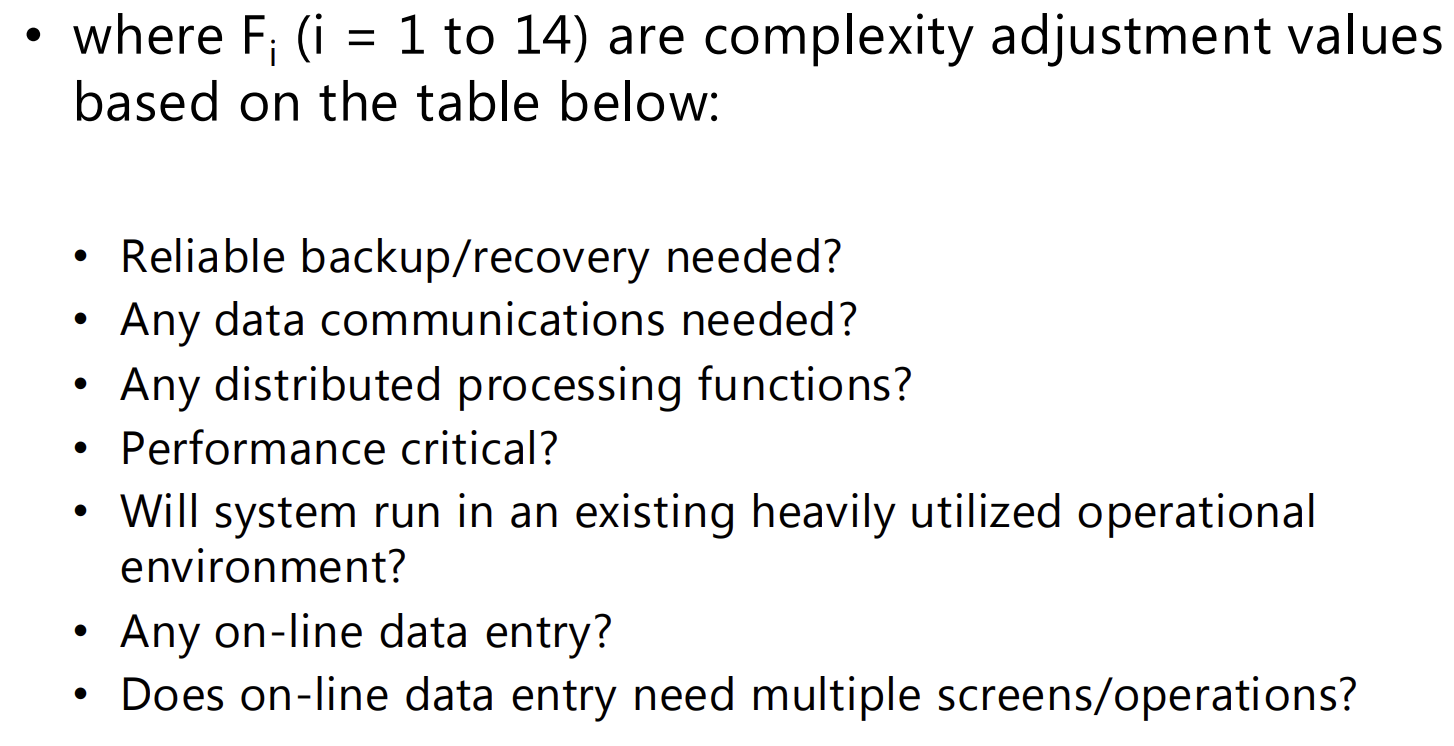 • where Fi (i = 1 to 14) are complexity adjustment values
based on the table below:
• Reliable backup/recovery needed?
• Any data communications needed?
• Any distributed processing functions?
• Performance critical?
• Will system run in an existing heavily utilized operational
environment?
• Any on-line data entry?
• Does on-line data entry need multiple screens/operations?